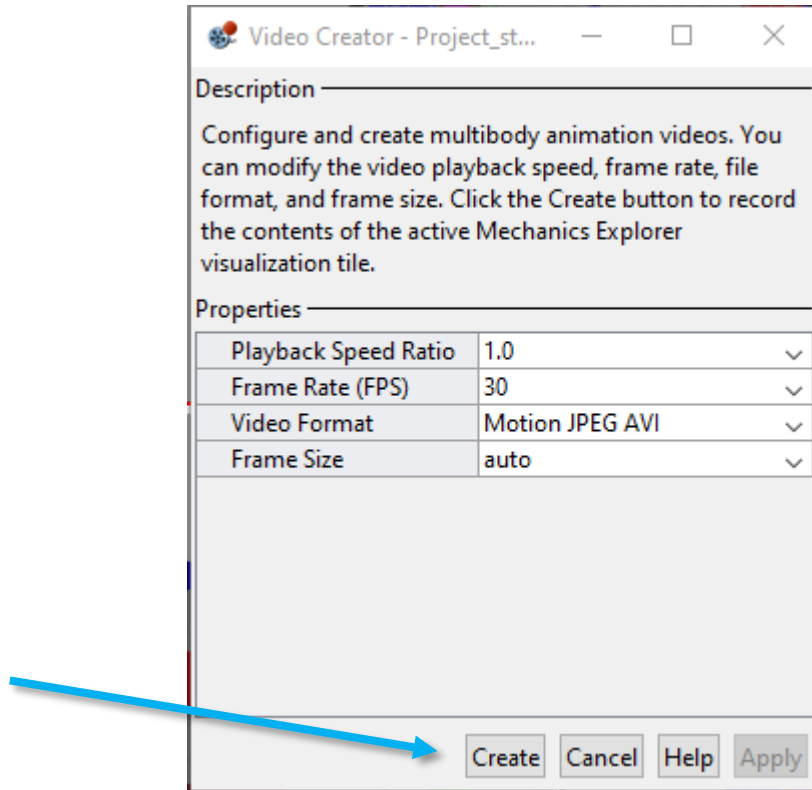 Video Creator - Project_st...
Description
Configure and create multibody animation videos. You
can modify the video playback speed, frame rate, file
format, and frame size. Click the Create button to record
the contents of the active Mechanics Explorer
visualization tile.
Properties
Playback Speed Ratio 1.0
Frame Rate (FPS) 30
Video Format Motion JPEG AVI
Frame Size auto
Create Cancel Help Apply